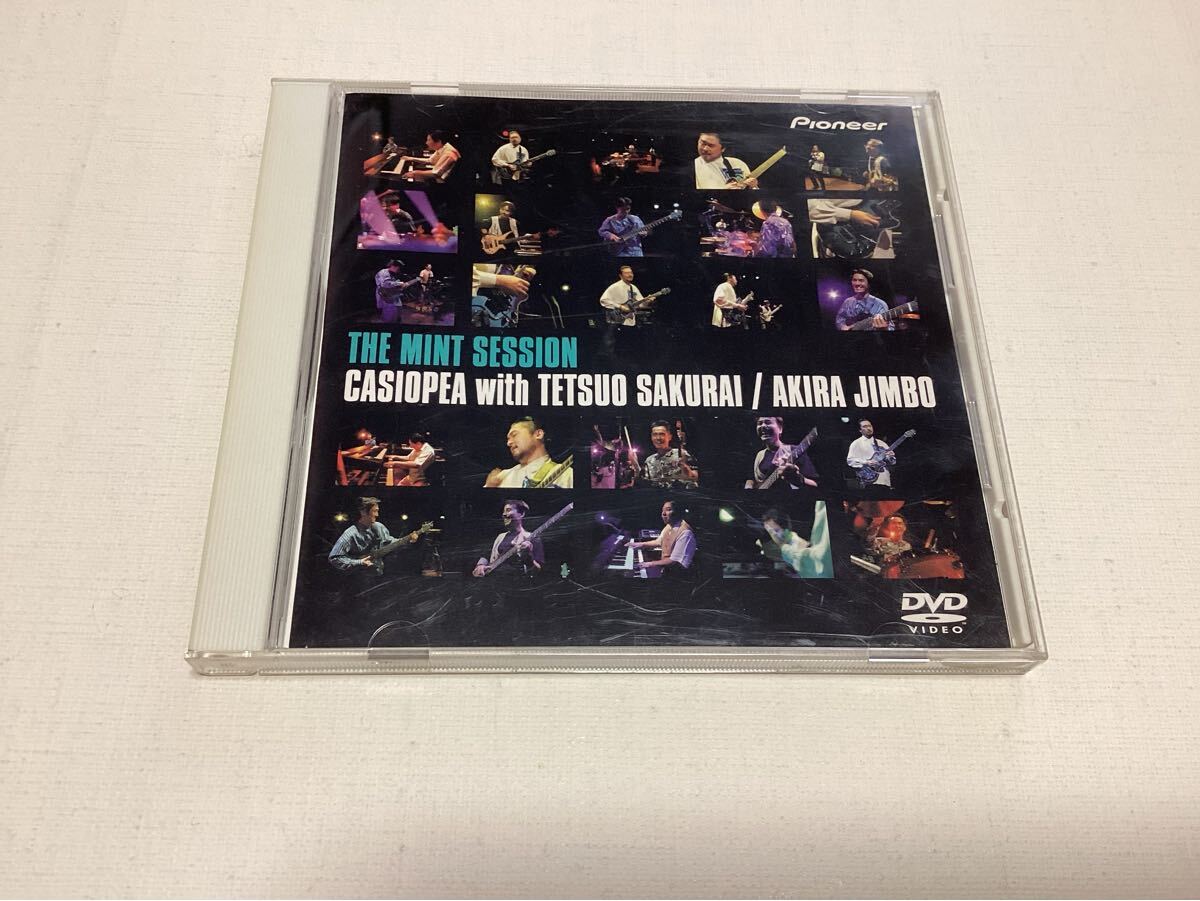 Pioneer
THE MINT SESSION
CASIOPEA with TETSUO SAKURAI / AKIRA JIMBO
DVD
VIDEO